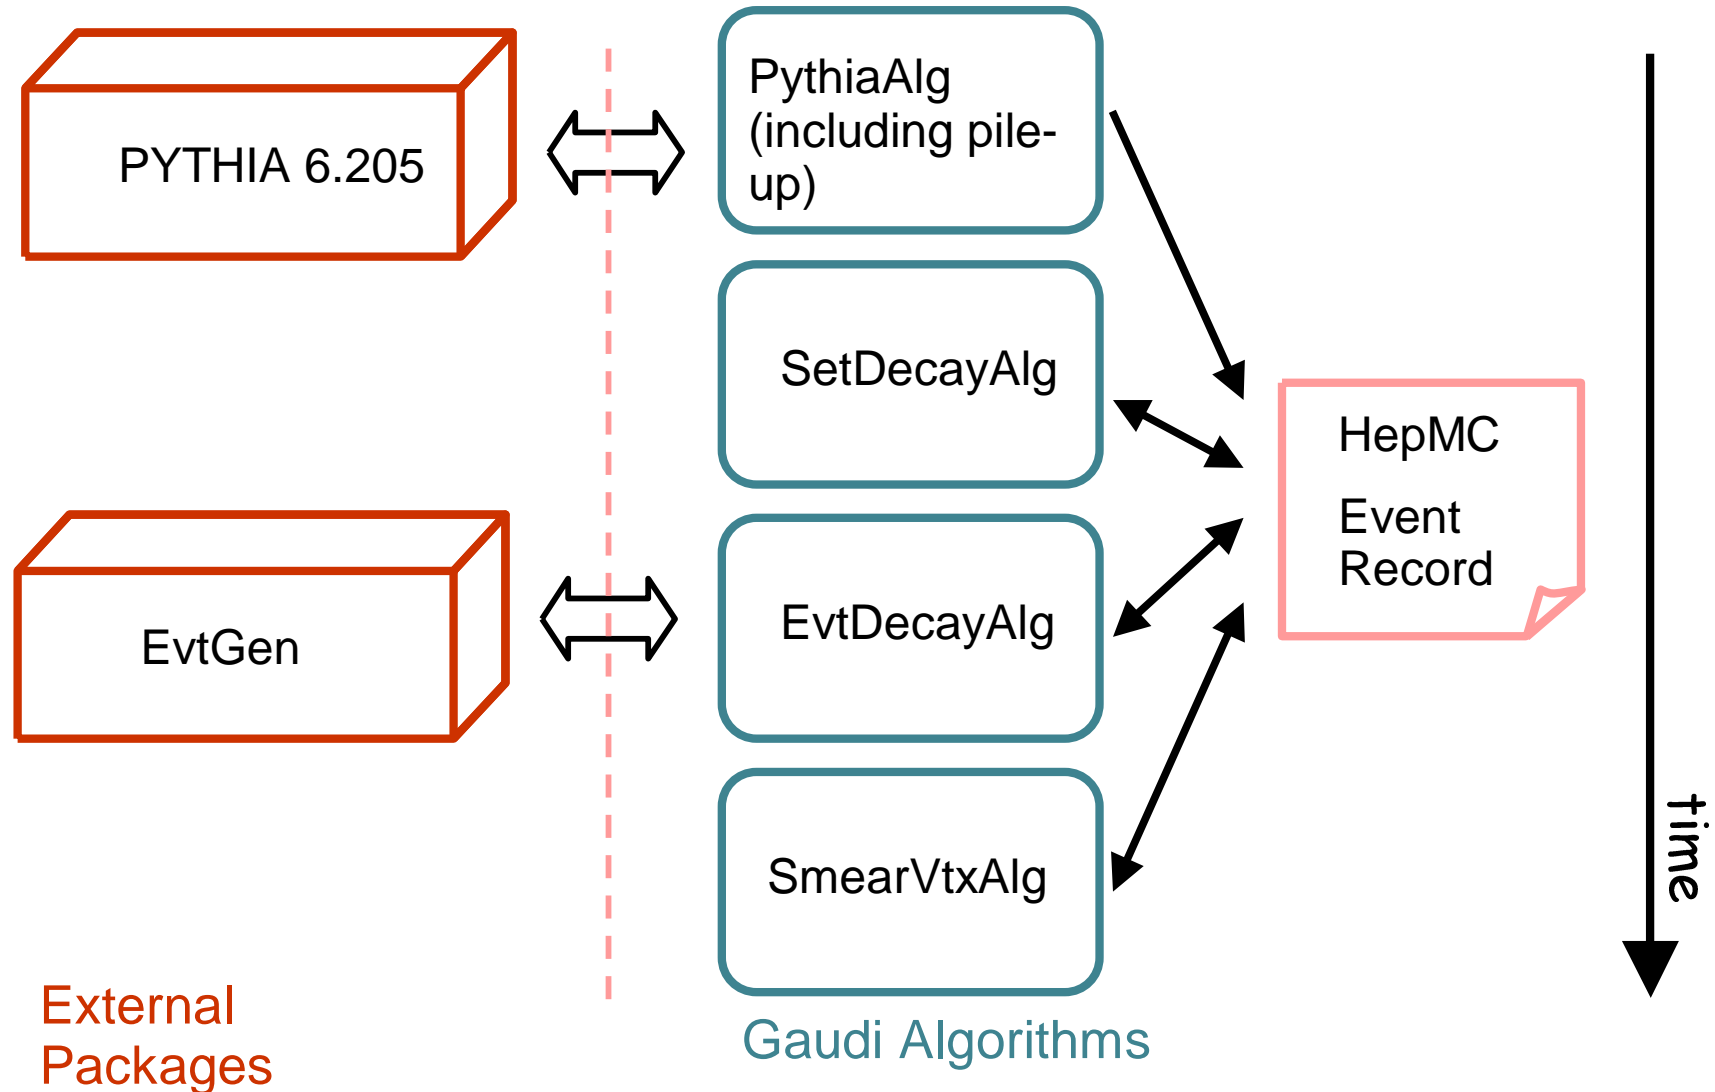 PYTHIA 6.205
PythiaAlg
(including pile-
up)
SetDecayAlg
HepMC
Event
Record
EvtGen
EvtDecayAlg
SmearVtxAlg
time
External
Packages
Gaudi Algorithms